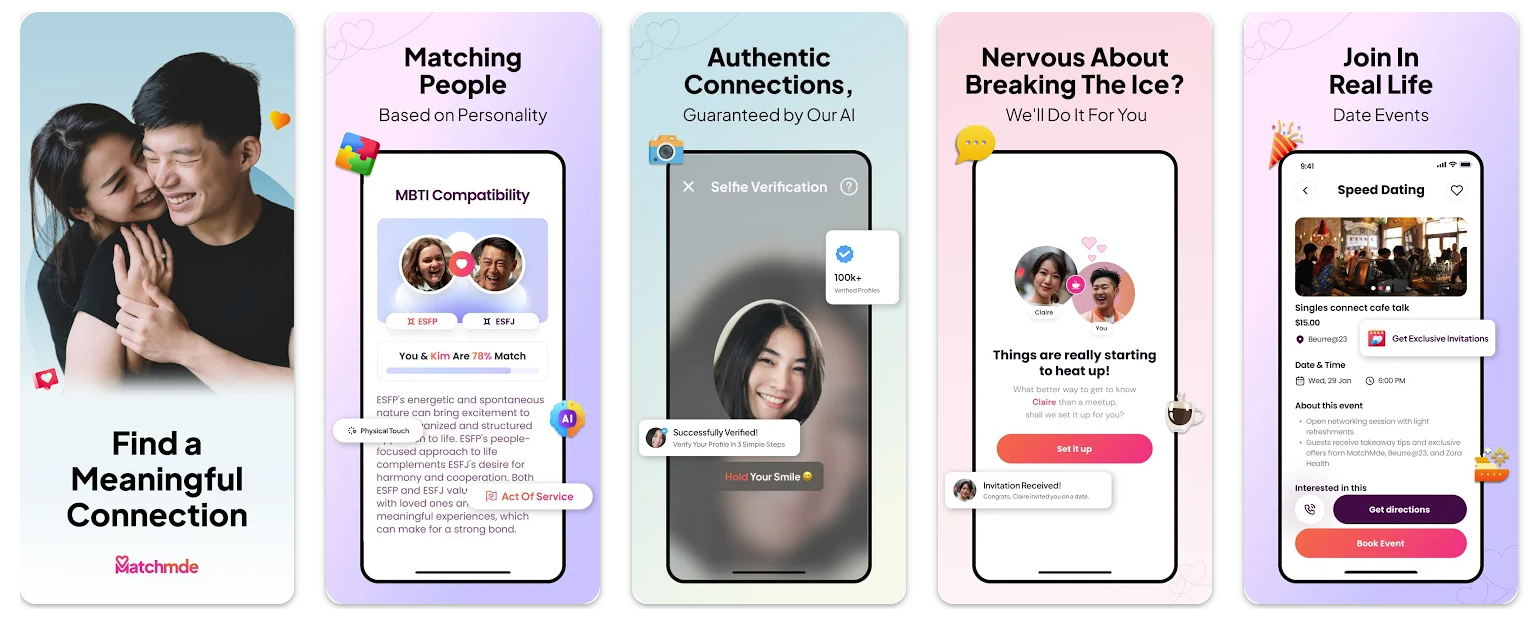 Find a
Meaningful
Connection
Matchmde
Matching
People
Based on Personality
MBTI Compatibility
ESFP
ESFJ
You & Kim Are 78% Match
ESFP's energetic and spontaneous
nature can bring excitement to
organized and structured
Physical Touch
to life. ESFP's people-
focused approach to life
complements ESFJ's desire for
harmony and cooperation. Both
ESFP and ESFJ
with loved ones
meaningful experiences, which
can make for a strong bond.
AI
Act Of Service
Authentic
Connections,
Guaranteed by Our AI
Selfie Verification
?
100k+
Verified Profiles
Successfully Verified!
Verify Your Profile In 3 Simple Steps
Hold Your Smile
Nervous About
Breaking The Ice?
We'll Do It For You
Claire
You
Things are really starting
to heat up!
What better way to get to know
Claire than a meetup,
shall we set it up for you?
Set it up
Invitation Received!
Congrats, Claire invited you on a date.
Join In
Real Life
Date Events
9:41
Speed Dating
Singles connect cafe talk
$15.00
Beurre@23
Get Exclusive Invitations
Date & Time
Wed, 29 Jan
6:00 PM
About this event
• Open networking session with light
refreshments.
• Guests receive takeaway tips and exclusive
offers from MatchMde, Beurre@23, and Zora
Health
Interested in this
Get directions
Book Event